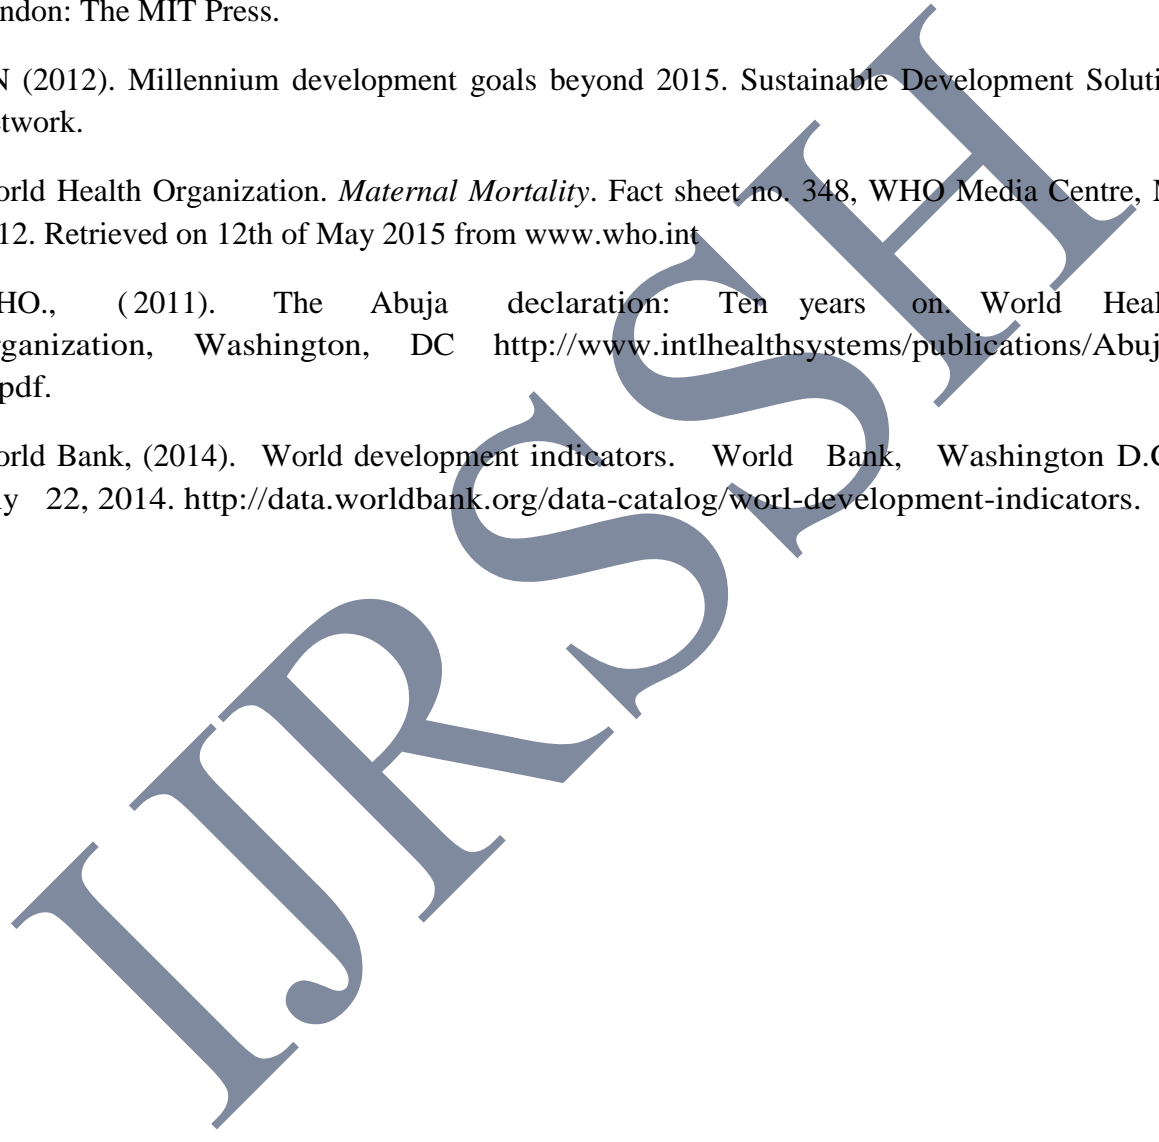 ndon: The MIT Press.
N (2012). Millennium development goals beyond 2015. Sustainable Development Soluti
twork.
orld Health Organization. Maternal Mortality. Fact sheet no. 348, WHO Media Centre, M
12. Retrieved on 12th of May 2015 from www.who.int
HO., (2011). The Abuja declaration: Ten years on. World Heal
ganization, Washington, DC http://www.intlhealthsystems/publications/Abuj
pdf.
orld Bank, (2014). World development indicators. World Bank, Washington D.C
ly 22, 2014. http://data.worldbank.org/data-catalog/worl-development-indicators.
IJRSSH